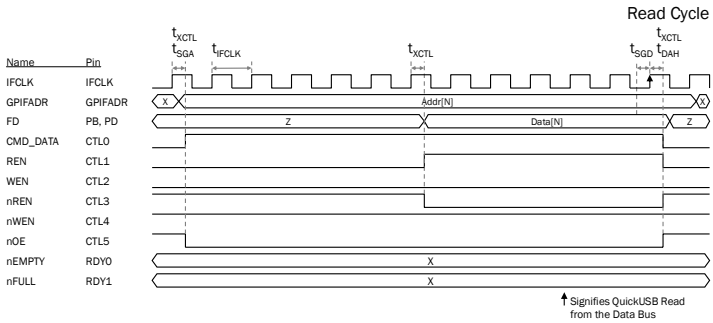 Read Cycle
tXCTL tXCTL
tSGA tIFCLK tXCTL tSGD tDAH
Name Pin
IFCLK IFCLK
GPIFADR GPIFADR X Addr[N] X
FD PB, PD Z Data[N] Z
CMD_DATA CTL0
REN CTL1
WEN CTL2
nREN CTL3
nWEN CTL4
nOE CTL5
nEMPTY RDY0 X
nFULL RDY1 X
Signifies QuickUSB Read
from the Data Bus